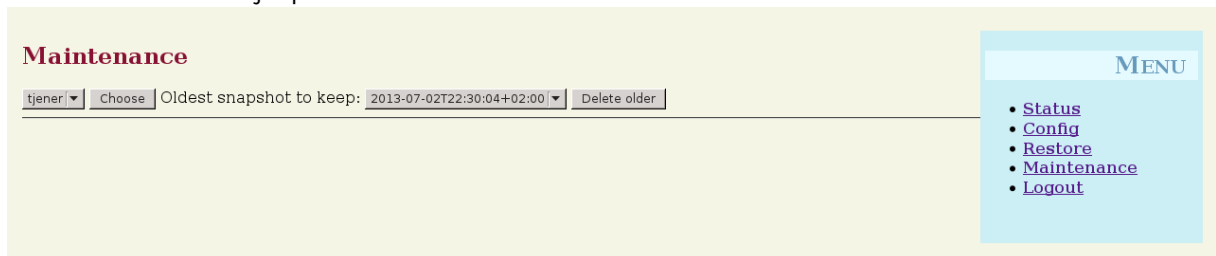 Maintenance
tjener Choose Oldest snapshot to keep: 2013-07-02T22:30:04+02:00 Delete older
MENU
Status
Config
Restore
Maintenance
Logout